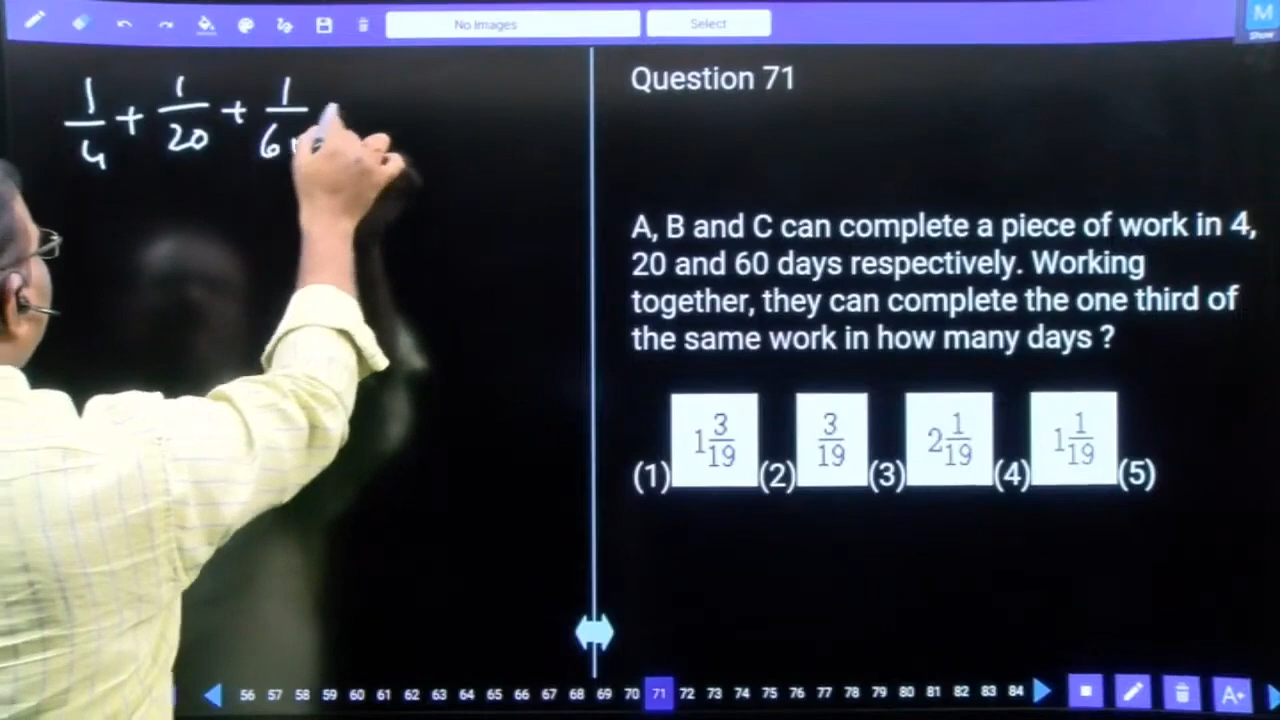 No Images
Select
M
Show
1/4 + 1/20 + 1/6
Question 71
A, B and C can complete a piece of work in 4,
20 and 60 days respectively. Working
together, they can complete the one third of
the same work in how many days ?
(1) 1 3/19 (2) 3/19 (3) 2 1/19 (4) 1 1/19 (5)
56 57 58 59 60 61 62 63 64 65 66 67 68 69 70 71 72 73 74 75 76 77 78 79 80 81 82 83 84
A+